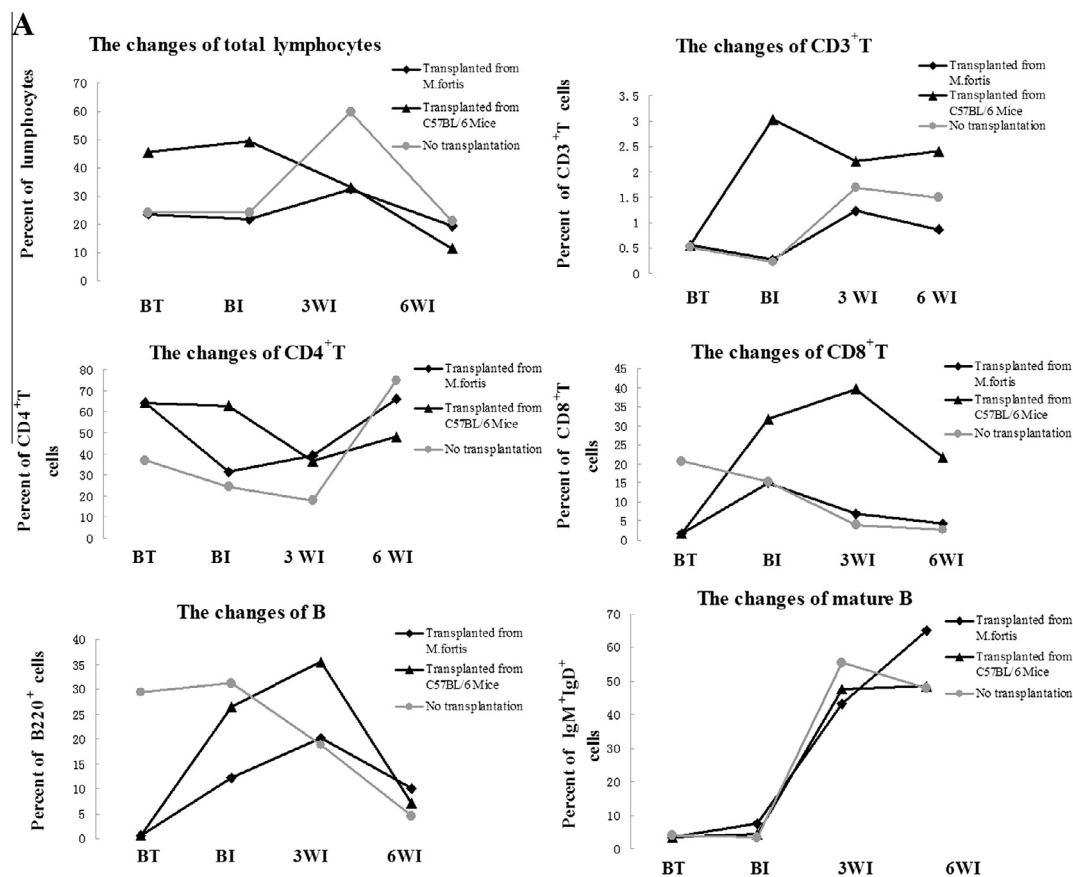 A
The changes of total lymphocytes
Percent of lymphocytes
70
60
50
40
30
20
10
0
BT BI 3WI 6WI
Transplanted from
M.fortis
Transplanted from
C57BL/6 Mice
No transplantation
The changes of CD3+T
Percent of CD3+T cells
3.5
3
2.5
2
1.5
1
0.5
0
BT BI 3 WI 6 WI
Transplanted from
M.fortis
Transplanted from
C57BL/6 Mice
No transplantation
The changes of CD4+T
Percent of CD4+T
cells
80
70
60
50
40
30
20
10
0
BT BI 3 WI 6 WI
Transplanted from
M.fortis
Transplanted from
C57BL/6 Mice
No transplantation
The changes of CD8+T
Percent of CD8+T
cells
45
40
35
30
25
20
15
10
5
0
BT BI 3WI 6WI
Transplanted from
M.fortis
Transplanted from
C57BL/6 Mice
No transplantation
The changes of B
Percent of B220+ cells
40
35
30
25
20
15
10
5
0
BT BI 3WI 6WI
Transplanted from
M.fortis
Transplanted from
C57BL/6 Mice
No transplantation
The changes of mature B
Percent of IgM+IgD+
cells
70
60
50
40
30
20
10
0
BT BI 3WI 6WI
Transplanted from
M.fortis
Transplanted from
C57BL/6 Mice
No transplantation